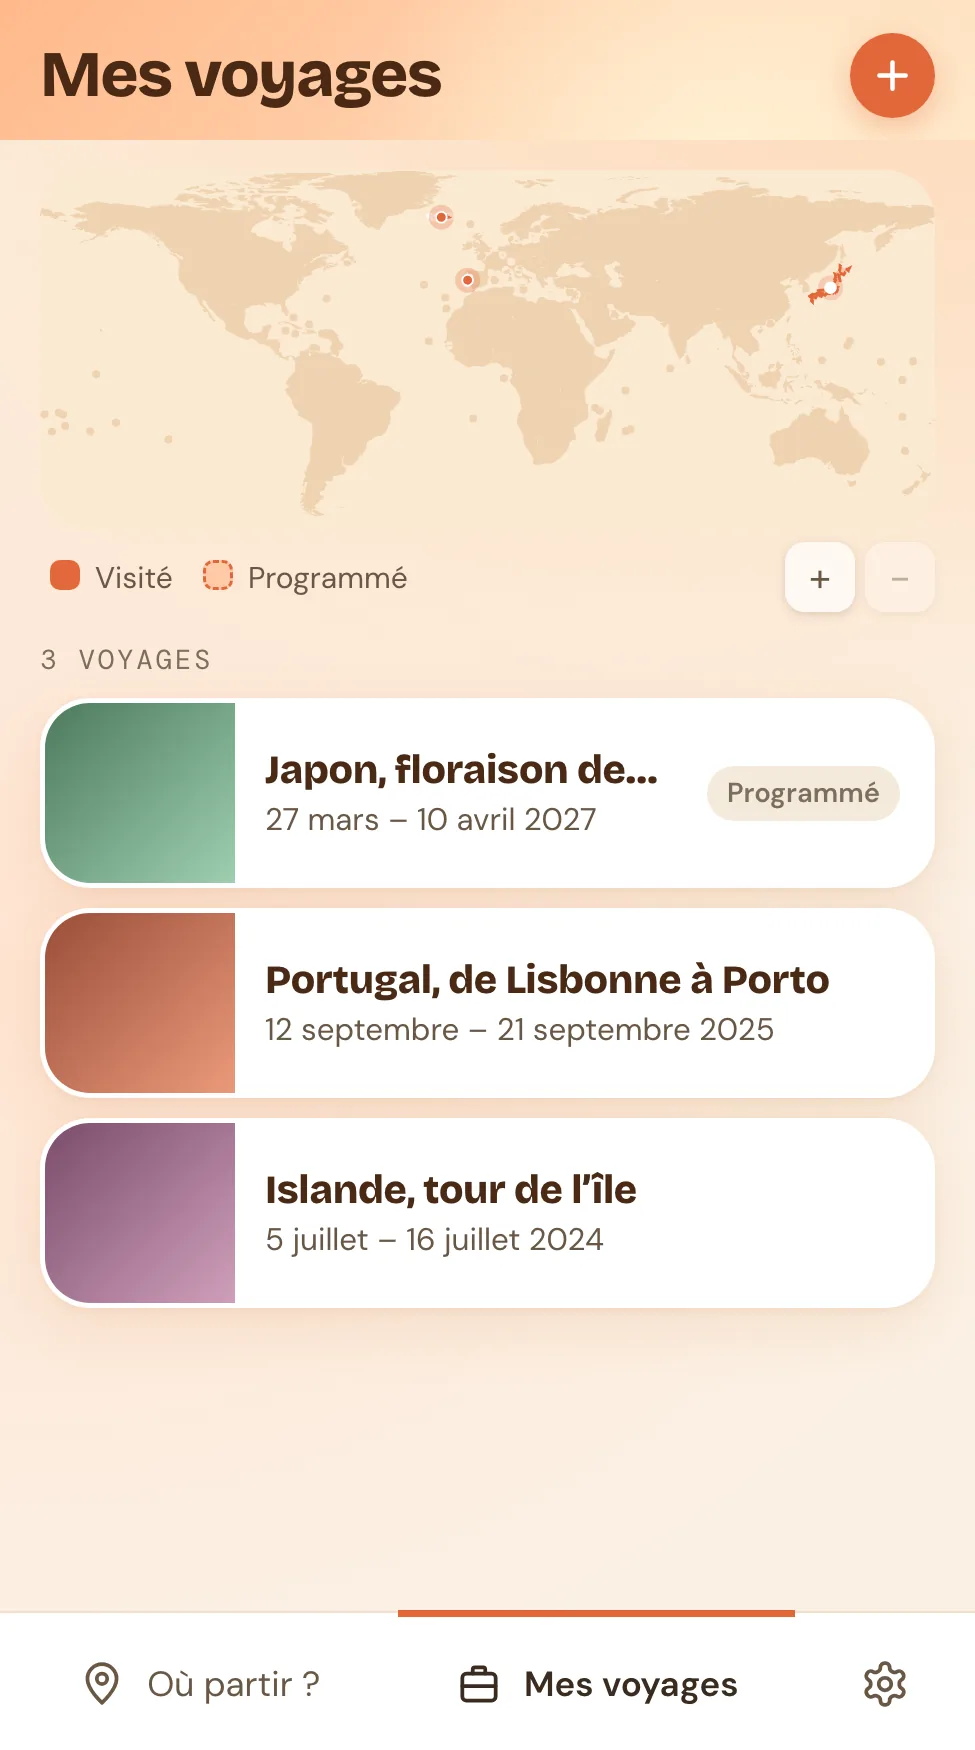 Mes voyages
Visité
Programmé
+
−
3 VOYAGES
Japon, floraison de...
27 mars – 10 avril 2027
Programmé
Portugal, de Lisbonne à Porto
12 septembre – 21 septembre 2025
Islande, tour de l’île
5 juillet – 16 juillet 2024
Où partir ?
Mes voyages